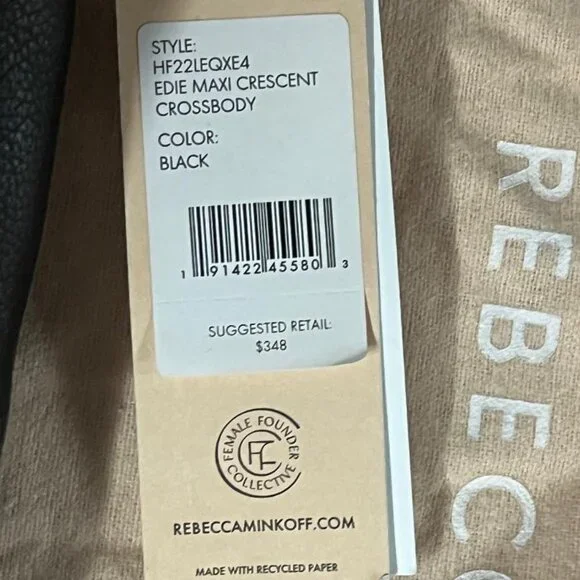 STYLE:
HF22LEQXE4
EDIE MAXI CRESCENT
CROSSBODY
COLOR:
BLACK
1 91422 45580 3
SUGGESTED RETAIL:
$348
FEMALE FOUNDER
COLLECTIVE
FFC
REBECCAMINKOFF.COM
MADE WITH RECYCLED PAPER
REBEC